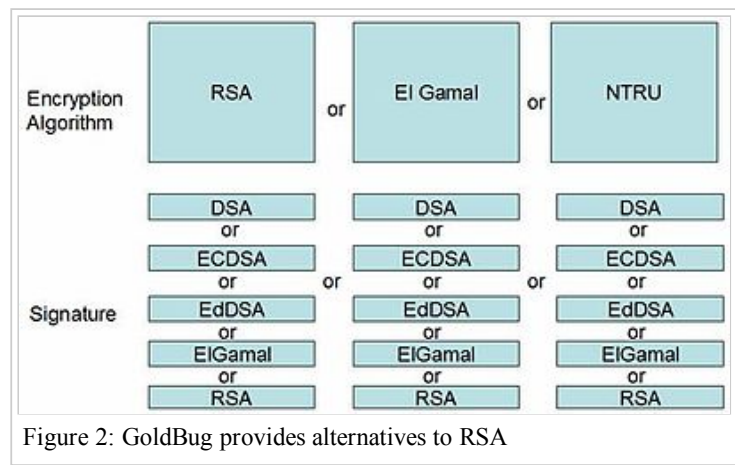 Encryption
Algorithm
RSA
or
El Gamal
or
NTRU
Signature
DSA
or
ECDSA
or
EdDSA
or
ElGamal
or
RSA
or
DSA
or
ECDSA
or
EdDSA
or
ElGamal
or
RSA
or
DSA
or
ECDSA
or
EdDSA
or
ElGamal
or
RSA
Figure 2: GoldBug provides alternatives to RSA